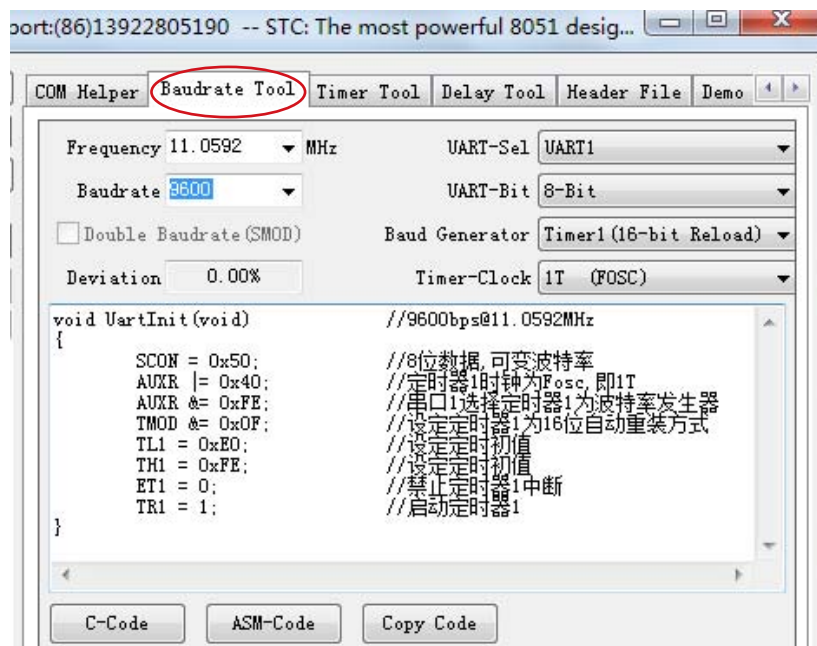 port:(86)13922805190 -- STC: The most powerful 8051 desig...
COM Helper Baudrate Tool Timer Tool Delay Tool Header File Demo
Frequency 11.0592 MHz UART-Sel UART1
Baudrate 9600 UART-Bit 8-Bit
Double Baudrate(SMOD) Baud Generator Timer1(16-bit Reload)
Deviation 0.00% Timer-Clock 1T (FOSC)
void UartInit(void) //9600bps@11.0592MHz
{
SCON = 0x50; //8位数据,可变波特率
AUXR |= 0x40; //定时器1时钟为Fosc,即1T
AUXR &= 0xFE; //串口1选择定时器1为波特率发生器
TMOD &= 0x0F; //设定定时器1为16位自动重装方式
TL1 = 0xE0; //设定定时初值
TH1 = 0xFE; //设定定时初值
ET1 = 0; //禁止定时器1中断
TR1 = 1; //启动定时器1
}
C-Code ASM-Code Copy Code